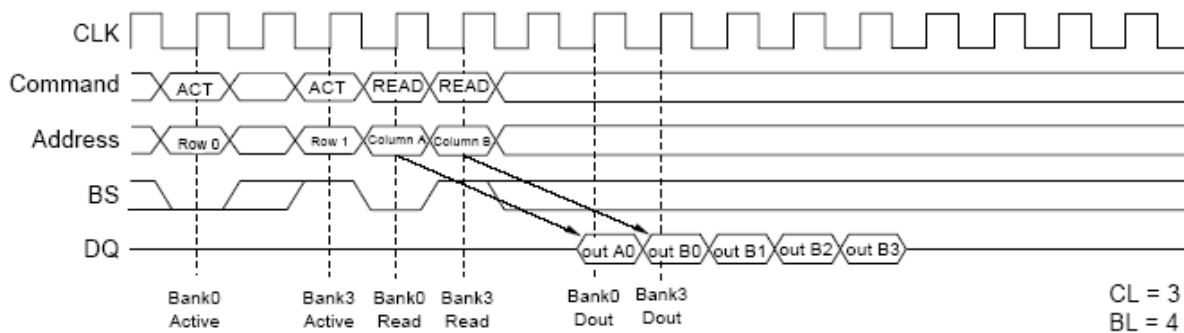 CLK
Command ACT ACT READ READ
Address Row 0 Row 1 Column A Column B
BS
DQ out A0 out B0 out B1 out B2 out B3
Bank0 Bank3 Bank0 Bank3 Bank0 Bank3
Active Active Read Read Dout Dout
CL = 3
BL = 4